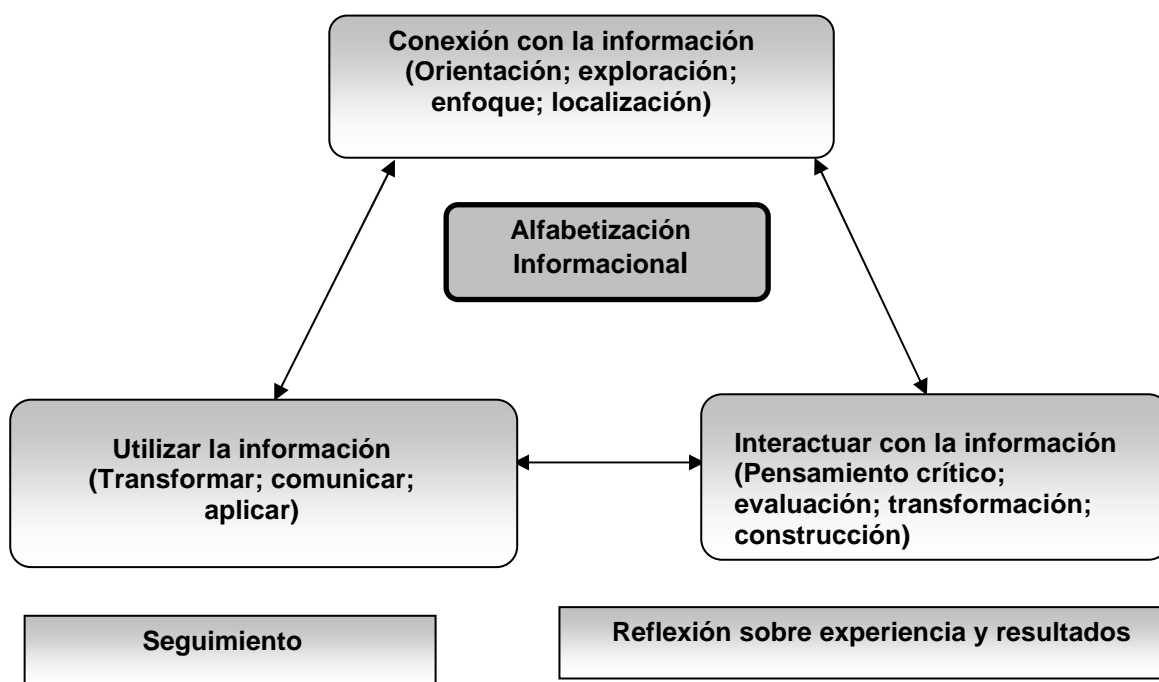 Conexión con la información
(Orientación; exploración;
enfoque; localización)
Alfabetización
Informacional
Utilizar la información
(Transformar; comunicar;
aplicar)
Interactuar con la información
(Pensamiento crítico;
evaluación; transformación;
construcción)
Seguimiento
Reflexión sobre experiencia y resultados